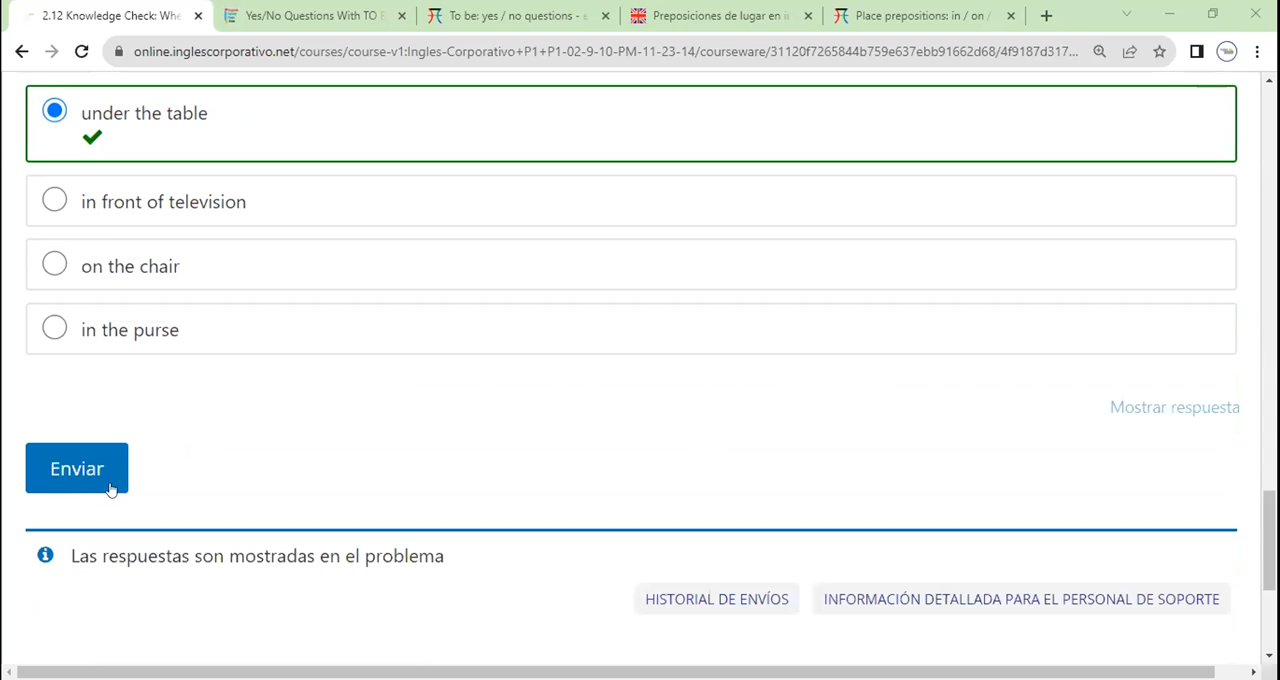 2.12 Knowledge Check: Whe
Yes/No Questions With TO B
To be: yes / no questions - s
Preposiciones de lugar en i
Place prepositions: in / on /
online.inglescorporativo.net/courses/course-v1:Ingles-Corporativo+P1+P1-02-9-10-PM-11-23-14/courseware/31120f7265844b759e637ebb91662d68/4f9187d317...
under the table
in front of television
on the chair
in the purse
Mostrar respuesta
Enviar
Las respuestas son mostradas en el problema
HISTORIAL DE ENVÍOS
INFORMACIÓN DETALLADA PARA EL PERSONAL DE SOPORTE